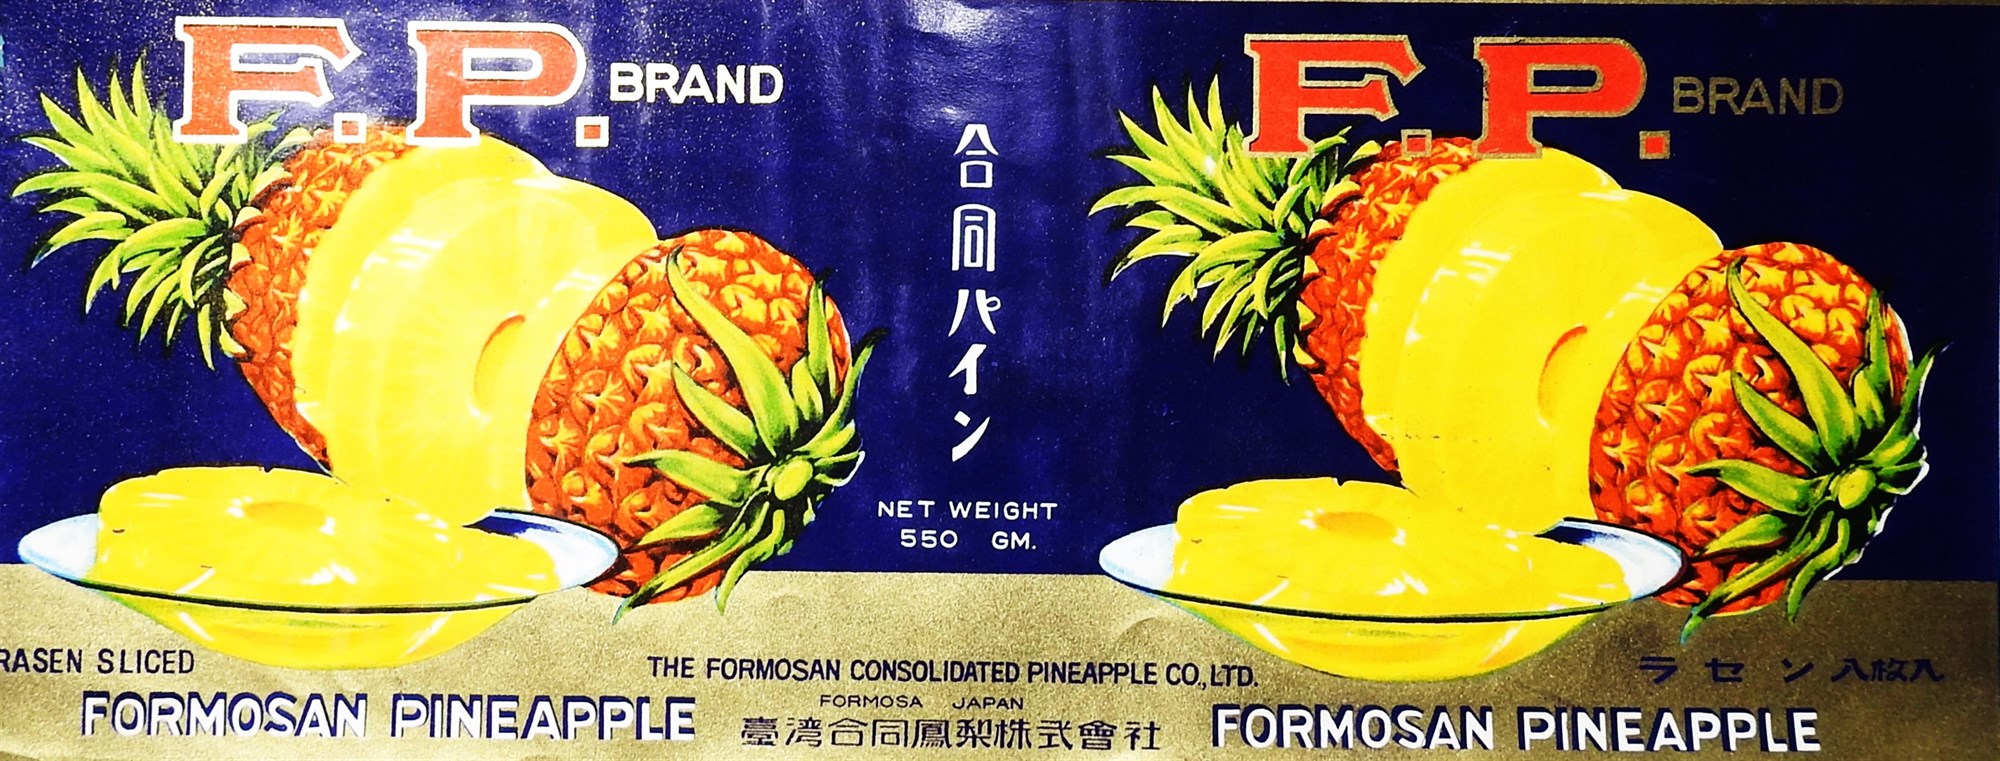 F.P. BRAND
合同パイン
NET WEIGHT
550 GM.
RASEN SLICED
FORMOSAN PINEAPPLE
THE FORMOSAN CONSOLIDATED PINEAPPLE CO., LTD.
FORMOSA JAPAN
臺湾合同鳳梨株式會社
F.P. BRAND
ラセン 八枚入
FORMOSAN PINEAPPLE